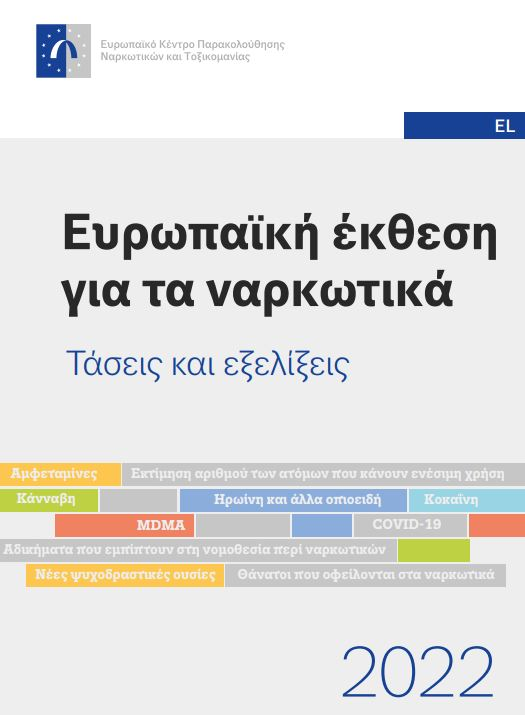 Ευρωπαϊκό Κέντρο Παρακολούθησης
Ναρκωτικών και Τοξικομανίας
EL
Ευρωπαϊκή έκθεση
για τα ναρκωτικά
Τάσεις και εξελίξεις
Αμφεταμίνες Εκτίμηση αριθμού των ατόμων που κάνουν ενέσιμη χρήση
Κάνναβη Ηρωίνη και άλλα οπιοειδή Κοκαΐνη
MDMA COVID-19
Αδικήματα που εμπίπτουν στη νομοθεσία περί ναρκωτικών
Νέες ψυχοδραστικές ουσίες Θάνατοι που οφείλονται στα ναρκωτικά
2022